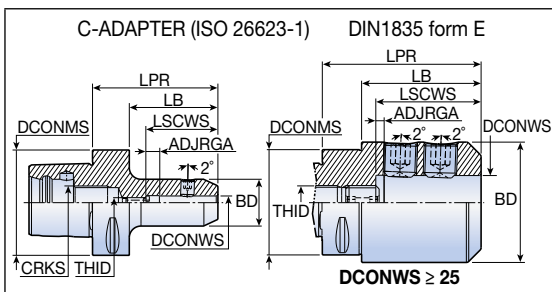 C-ADAPTER (ISO 26623-1) DIN1835 form E
LPR
LB
LSCWS
ADJRGA
DCONMS
2°
BD
DCONWS
CRKS
THID
LPR
LB
LSCWS
ADJRGA
DCONMS
DCONWS
2°
2°
THID
BD
DCONWS ≥ 25